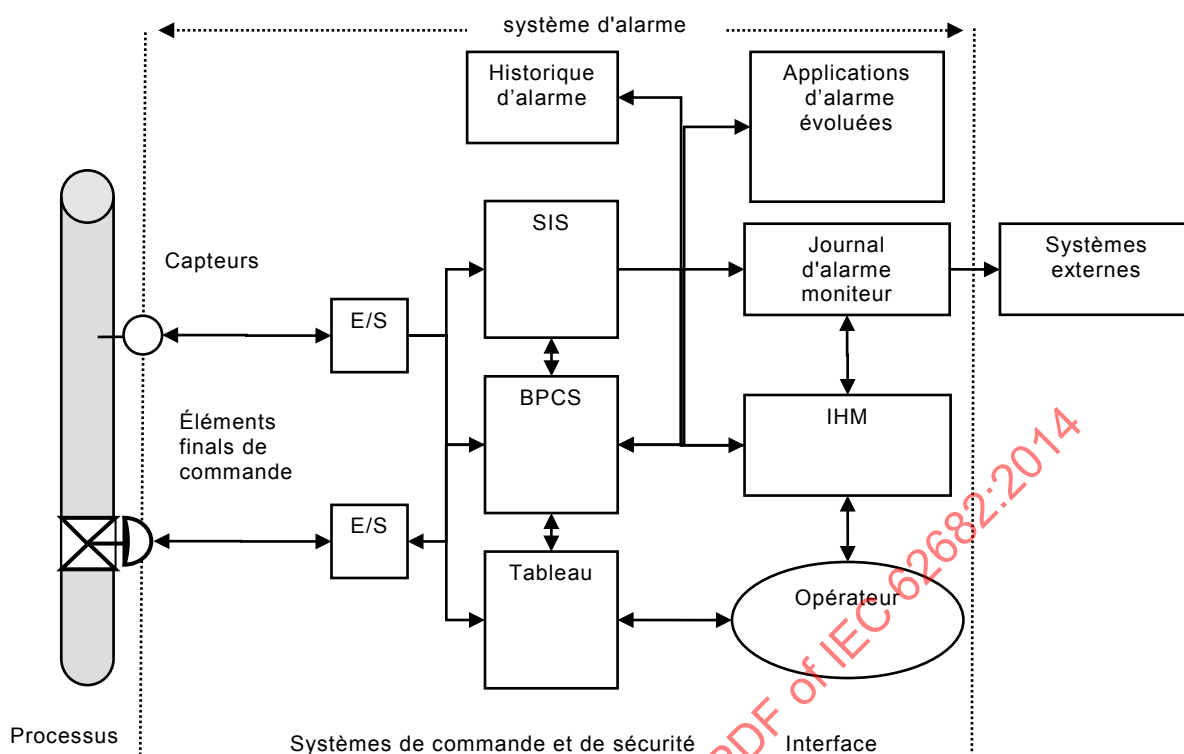 système d'alarme
Historique
d'alarme
Applications
d'alarme
évoluées
SIS
Capteurs
Journal
d'alarme
moniteur
Systèmes
externes
E/S
BPCS
IHM
Éléments
finals de
commande
E/S
Tableau
Opérateur
PDF of IEC 62682:2014
Processus
Systèmes de commande et de sécurité
Interface